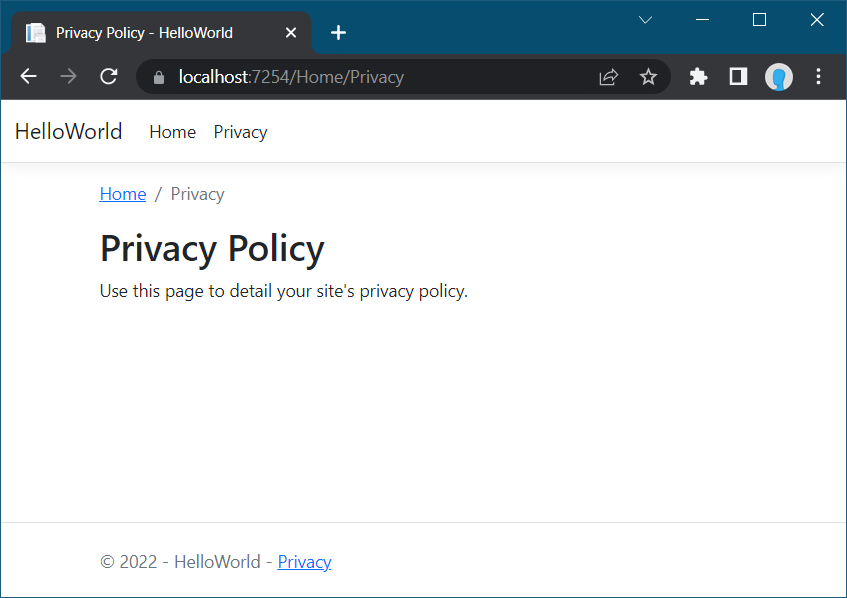 Privacy Policy - HelloWorld
localhost:7254/Home/Privacy
HelloWorld Home Privacy
Home / Privacy
Privacy Policy
Use this page to detail your site's privacy policy.
© 2022 - HelloWorld - Privacy